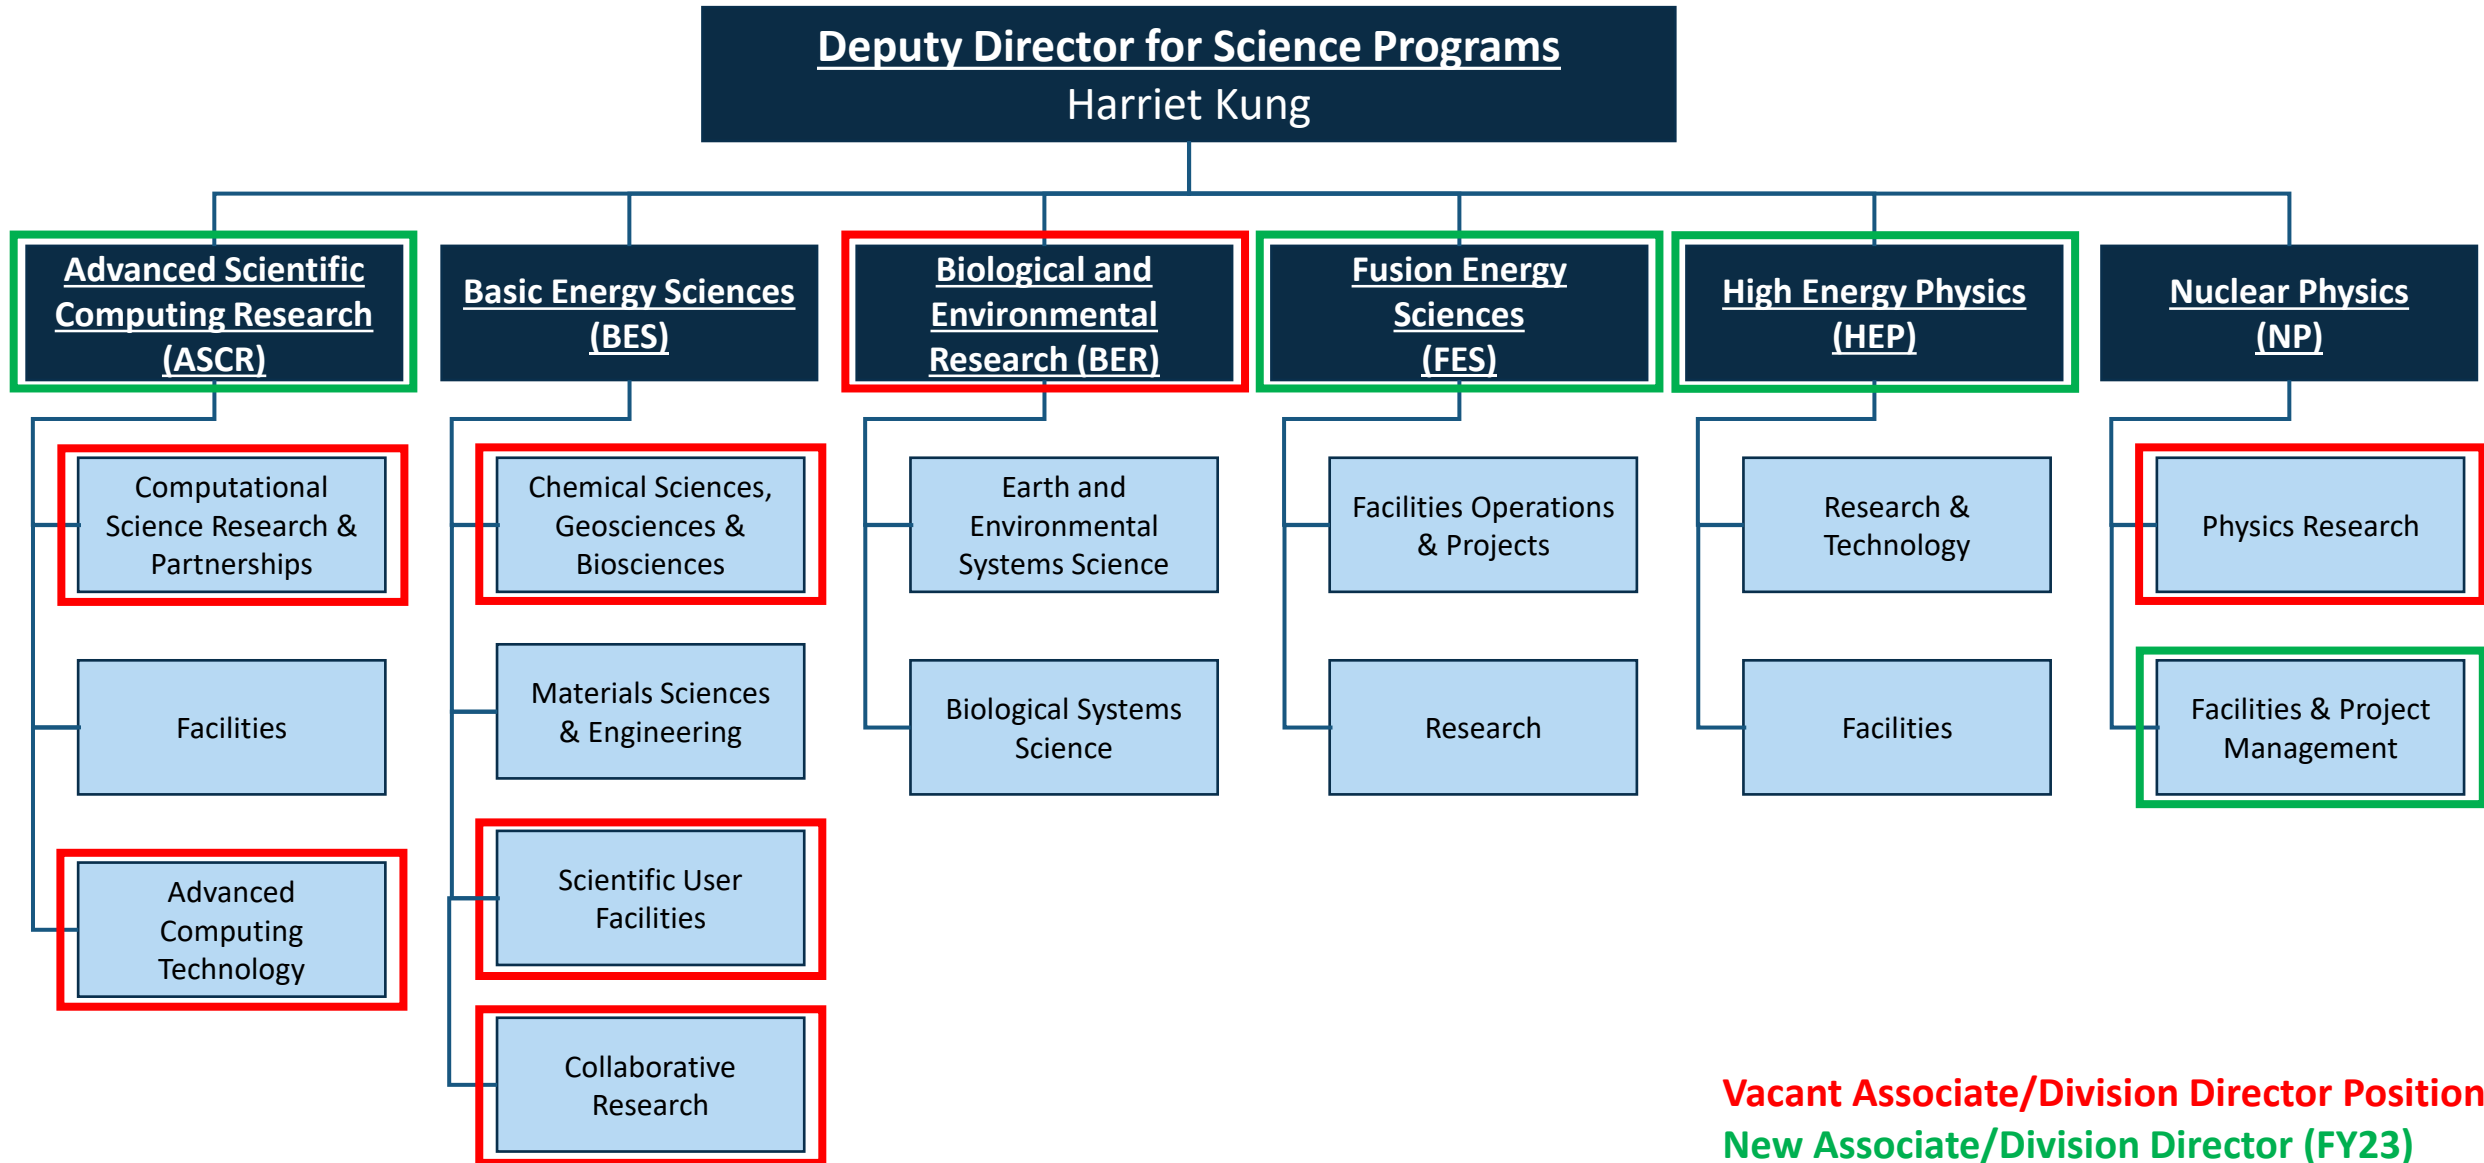 Deputy Director for Science Programs
Harriet Kung
Advanced Scientific
Computing Research
(ASCR)
Basic Energy Sciences
(BES)
Biological and
Environmental
Research (BER)
Fusion Energy
Sciences
(FES)
High Energy Physics
(HEP)
Nuclear Physics
(NP)
Computational
Science Research &
Partnerships
Facilities
Advanced
Computing
Technology
Chemical Sciences,
Geosciences &
Biosciences
Materials Sciences
& Engineering
Scientific User
Facilities
Collaborative
Research
Earth and
Environmental
Systems Science
Biological Systems
Science
Facilities Operations
& Projects
Research
Research &
Technology
Facilities
Physics Research
Facilities & Project
Management
Vacant Associate/Division Director Position
New Associate/Division Director (FY23)